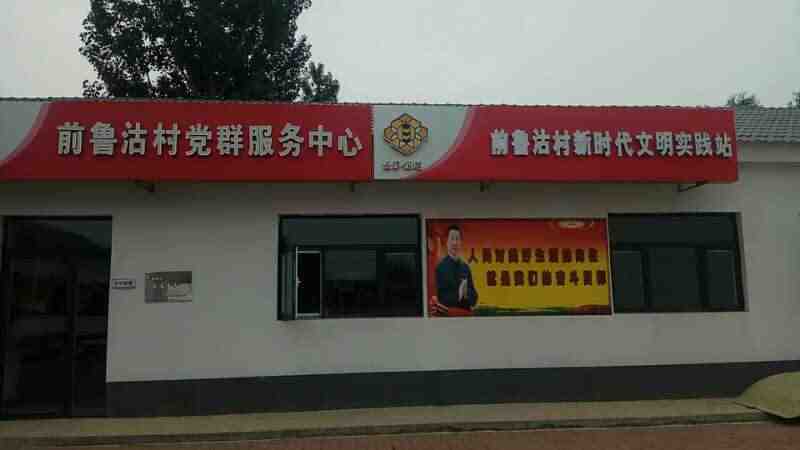 前鲁沽村党群服务中心
前鲁沽村新时代文明实践站
人民对美好生活的向往
就是我们的奋斗目标